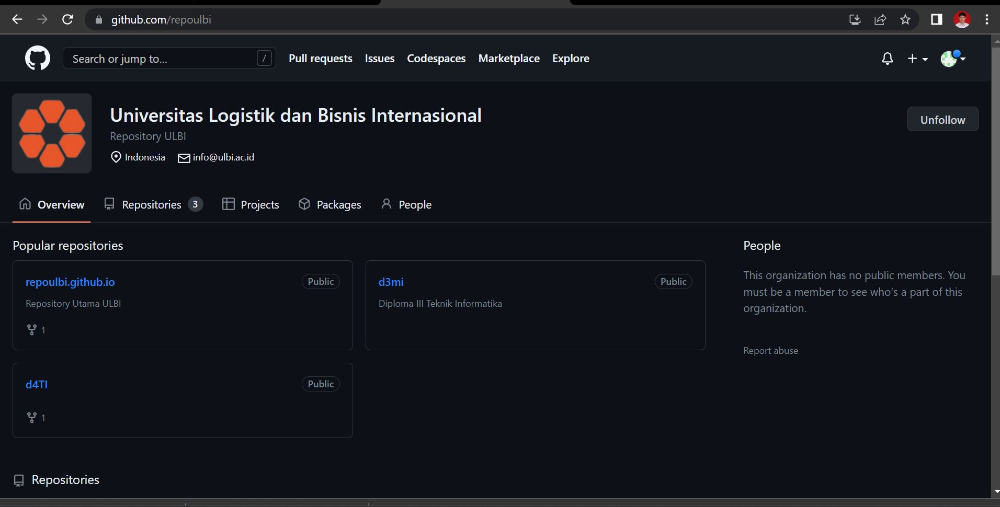 github.com/repoulbi
Search or jump to... /
Pull requests Issues Codespaces Marketplace Explore
Universitas Logistik dan Bisnis Internasional
Unfollow
Repository ULBI
Indonesia info@ulbi.ac.id
Overview Repositories 3 Projects Packages People
Popular repositories
repoulbi.github.io Public
Repository Utama ULBI
1
d3mi Public
Diploma III Teknik Informatika
d4TI Public
1
People
This organization has no public members. You
must be a member to see who’s a part of this
organization.
Report abuse
Repositories